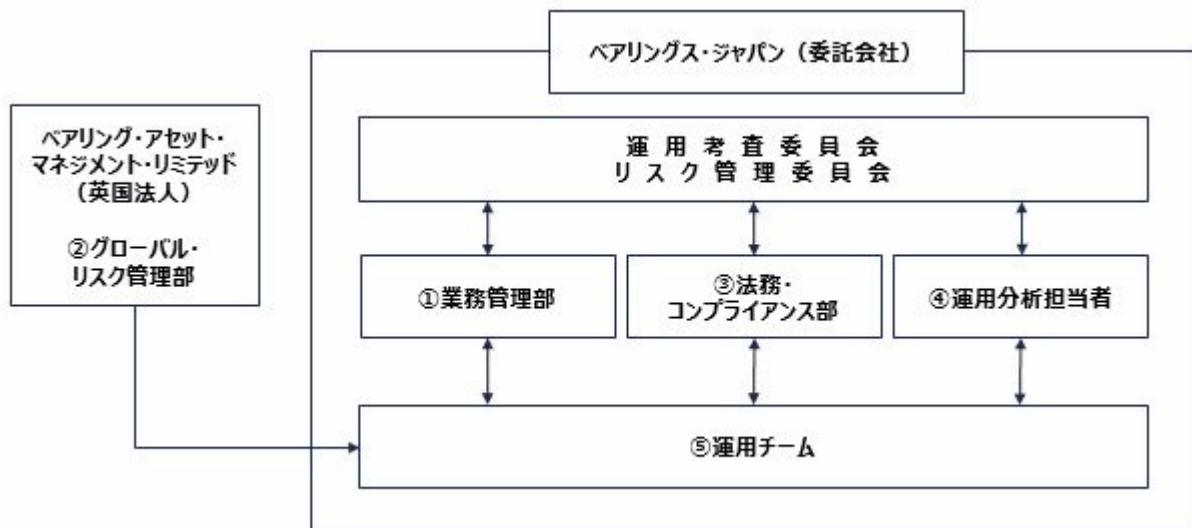 ベアリングス・ジャパン（委託会社）
ベアリング・アセット・
マネジメント・リミテッド
（英国法人）
②グローバル・
リスク管理部
運用考査委員会
リスク管理委員会
①業務管理部
③法務・
コンプライアンス部
④運用分析担当者
⑤運用チーム